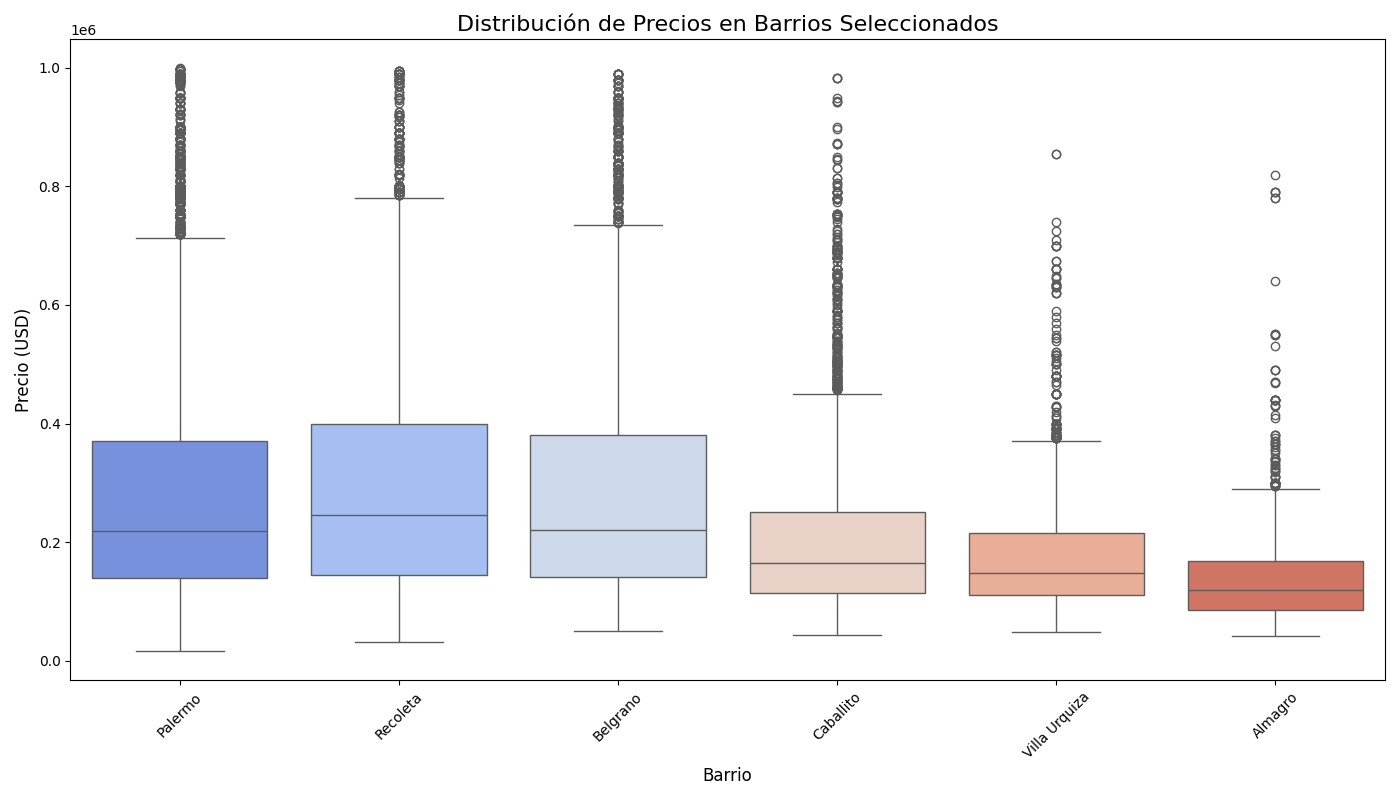 Distribución de Precios en Barrios Seleccionados
1e6
1.0
0.8
0.6
0.4
0.2
0.0
Precio (USD)
Palermo
Recoleta
Belgrano
Caballito
Villa Urquiza
Almagro
Barrio